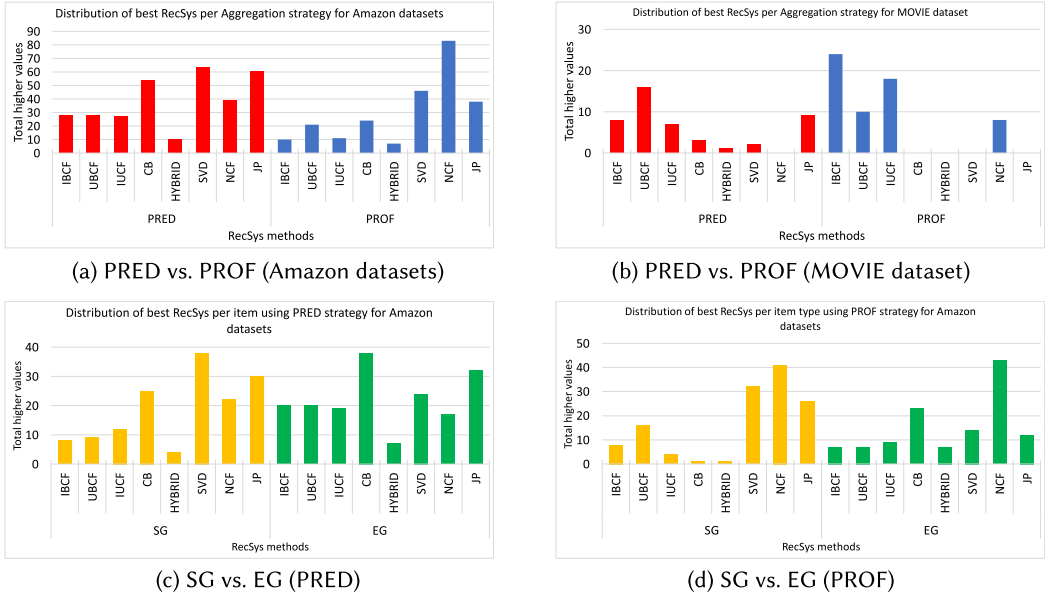 Distribution of best RecSys per Aggregation strategy for Amazon datasets
Total higher values
90
80
70
60
50
40
30
20
10
0
IBCF
UBCF
IUCF
CB
HYBRID
SVD
NCF
JP
IBCF
UBCF
IUCF
CB
HYBRID
SVD
NCF
JP
PRED
PROF
RecSys methods
(a) PRED vs. PROF (Amazon datasets)
Distribution of best RecSys per Aggregation strategy for MOVIE dataset
Total higher values
30
20
10
0
IBCF
UBCF
IUCF
CB
HYBRID
SVD
NCF
JP
IBCF
UBCF
IUCF
CB
HYBRID
SVD
NCF
JP
PRED
PROF
RecSys methods
(b) PRED vs. PROF (MOVIE dataset)
Distribution of best RecSys per item using PRED strategy for Amazon
datasets
Total higher values
40
30
20
10
0
IBCF
UBCF
IUCF
CB
HYBRID
SVD
NCF
JP
IBCF
UBCF
IUCF
CB
HYBRID
SVD
NCF
JP
SG
EG
RecSys methods
(c) SG vs. EG (PRED)
Distribution of best RecSys per item type using PROF strategy for Amazon
datasets
Total higher values
50
40
30
20
10
0
IBCF
UBCF
IUCF
CB
HYBRID
SVD
NCF
JP
IBCF
UBCF
IUCF
CB
HYBRID
SVD
NCF
JP
SG
EG
RecSys methods
(d) SG vs. EG (PROF)